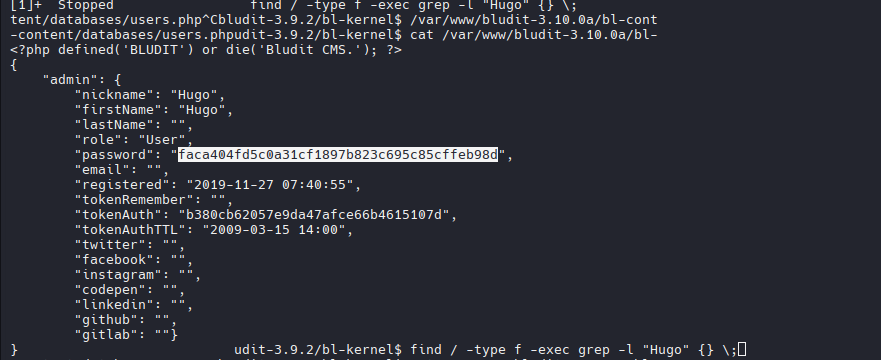 [1]+  Stopped                 find / -type f -exec grep -l "Hugo" {} \;
tent/databases/users.php^Cbludit-3.9.2/bl-kernel$ /var/www/bludit-3.10.0a/bl-cont
-content/databases/users.phpudit-3.9.2/bl-kernel$ cat /var/www/bludit-3.10.0a/bl-
<?php defined('BLUDIT') or die('Bludit CMS.'); ?>
{
    "admin": {
        "nickname": "Hugo",
        "firstName": "Hugo",
        "lastName": "",
        "role": "User",
        "password": "faca404fd5c0a31cf1897b823c695c85cffeb98d",
        "email": "",
        "registered": "2019-11-27 07:40:55",
        "tokenRemember": "",
        "tokenAuth": "b380cb62057e9da47afce66b4615107d",
        "tokenAuthTTL": "2009-03-15 14:00",
        "twitter": "",
        "facebook": "",
        "instagram": "",
        "codepen": "",
        "linkedin": "",
        "github": "",
        "gitlab": ""}
}                           udit-3.9.2/bl-kernel$ find / -type f -exec grep -l "Hugo" {} \;